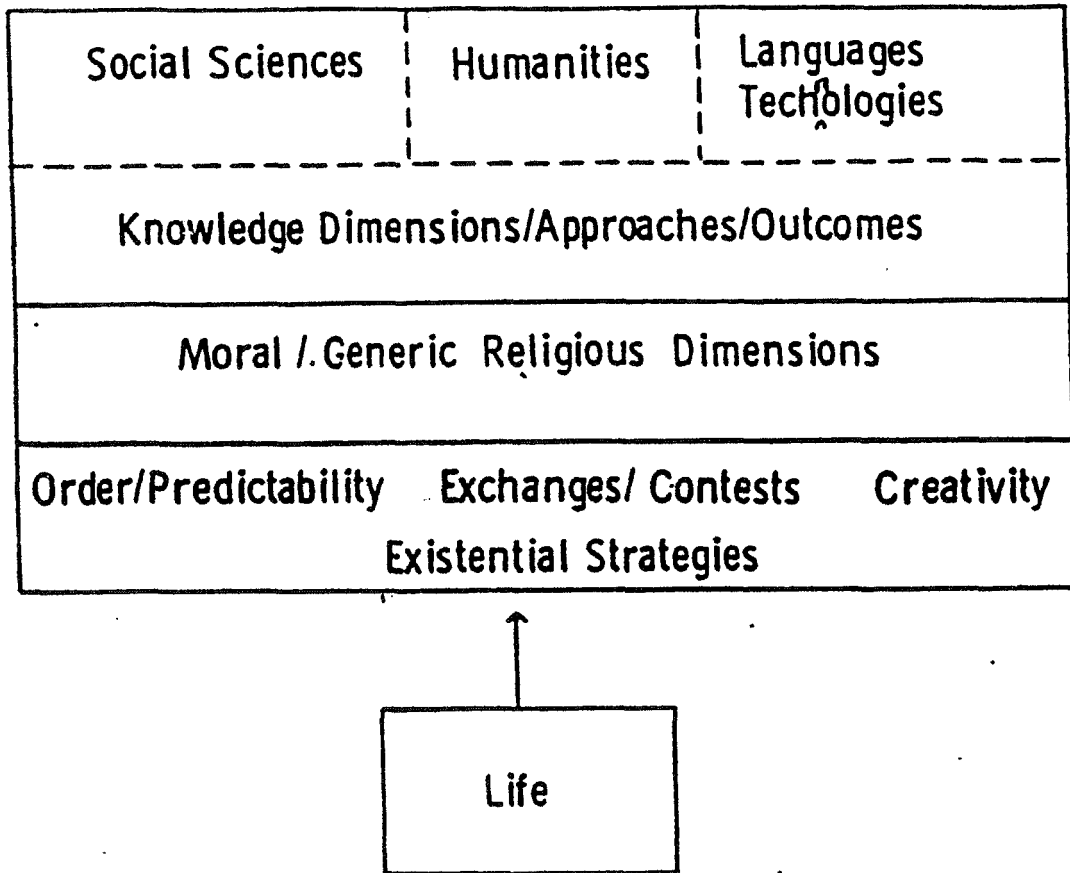 Social Sciences
Humanities
Languages
Techologies
n
Knowledge Dimensions/Approaches/Outcomes
Moral /. Generic Religious Dimensions
Order/Predictability Exchanges/ Contests Creativity
Existential Strategies
Life